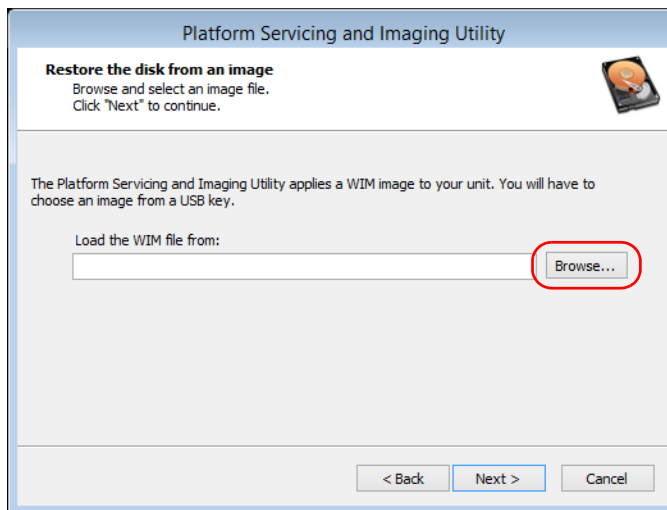 Platform Servicing and Imaging Utility
Restore the disk from an image
Browse and select an image file.
Click "Next" to continue.
The Platform Servicing and Imaging Utility applies a WIM image to your unit. You will have to
choose an image from a USB key.
Load the WIM file from:
Browse...
< Back Next > Cancel